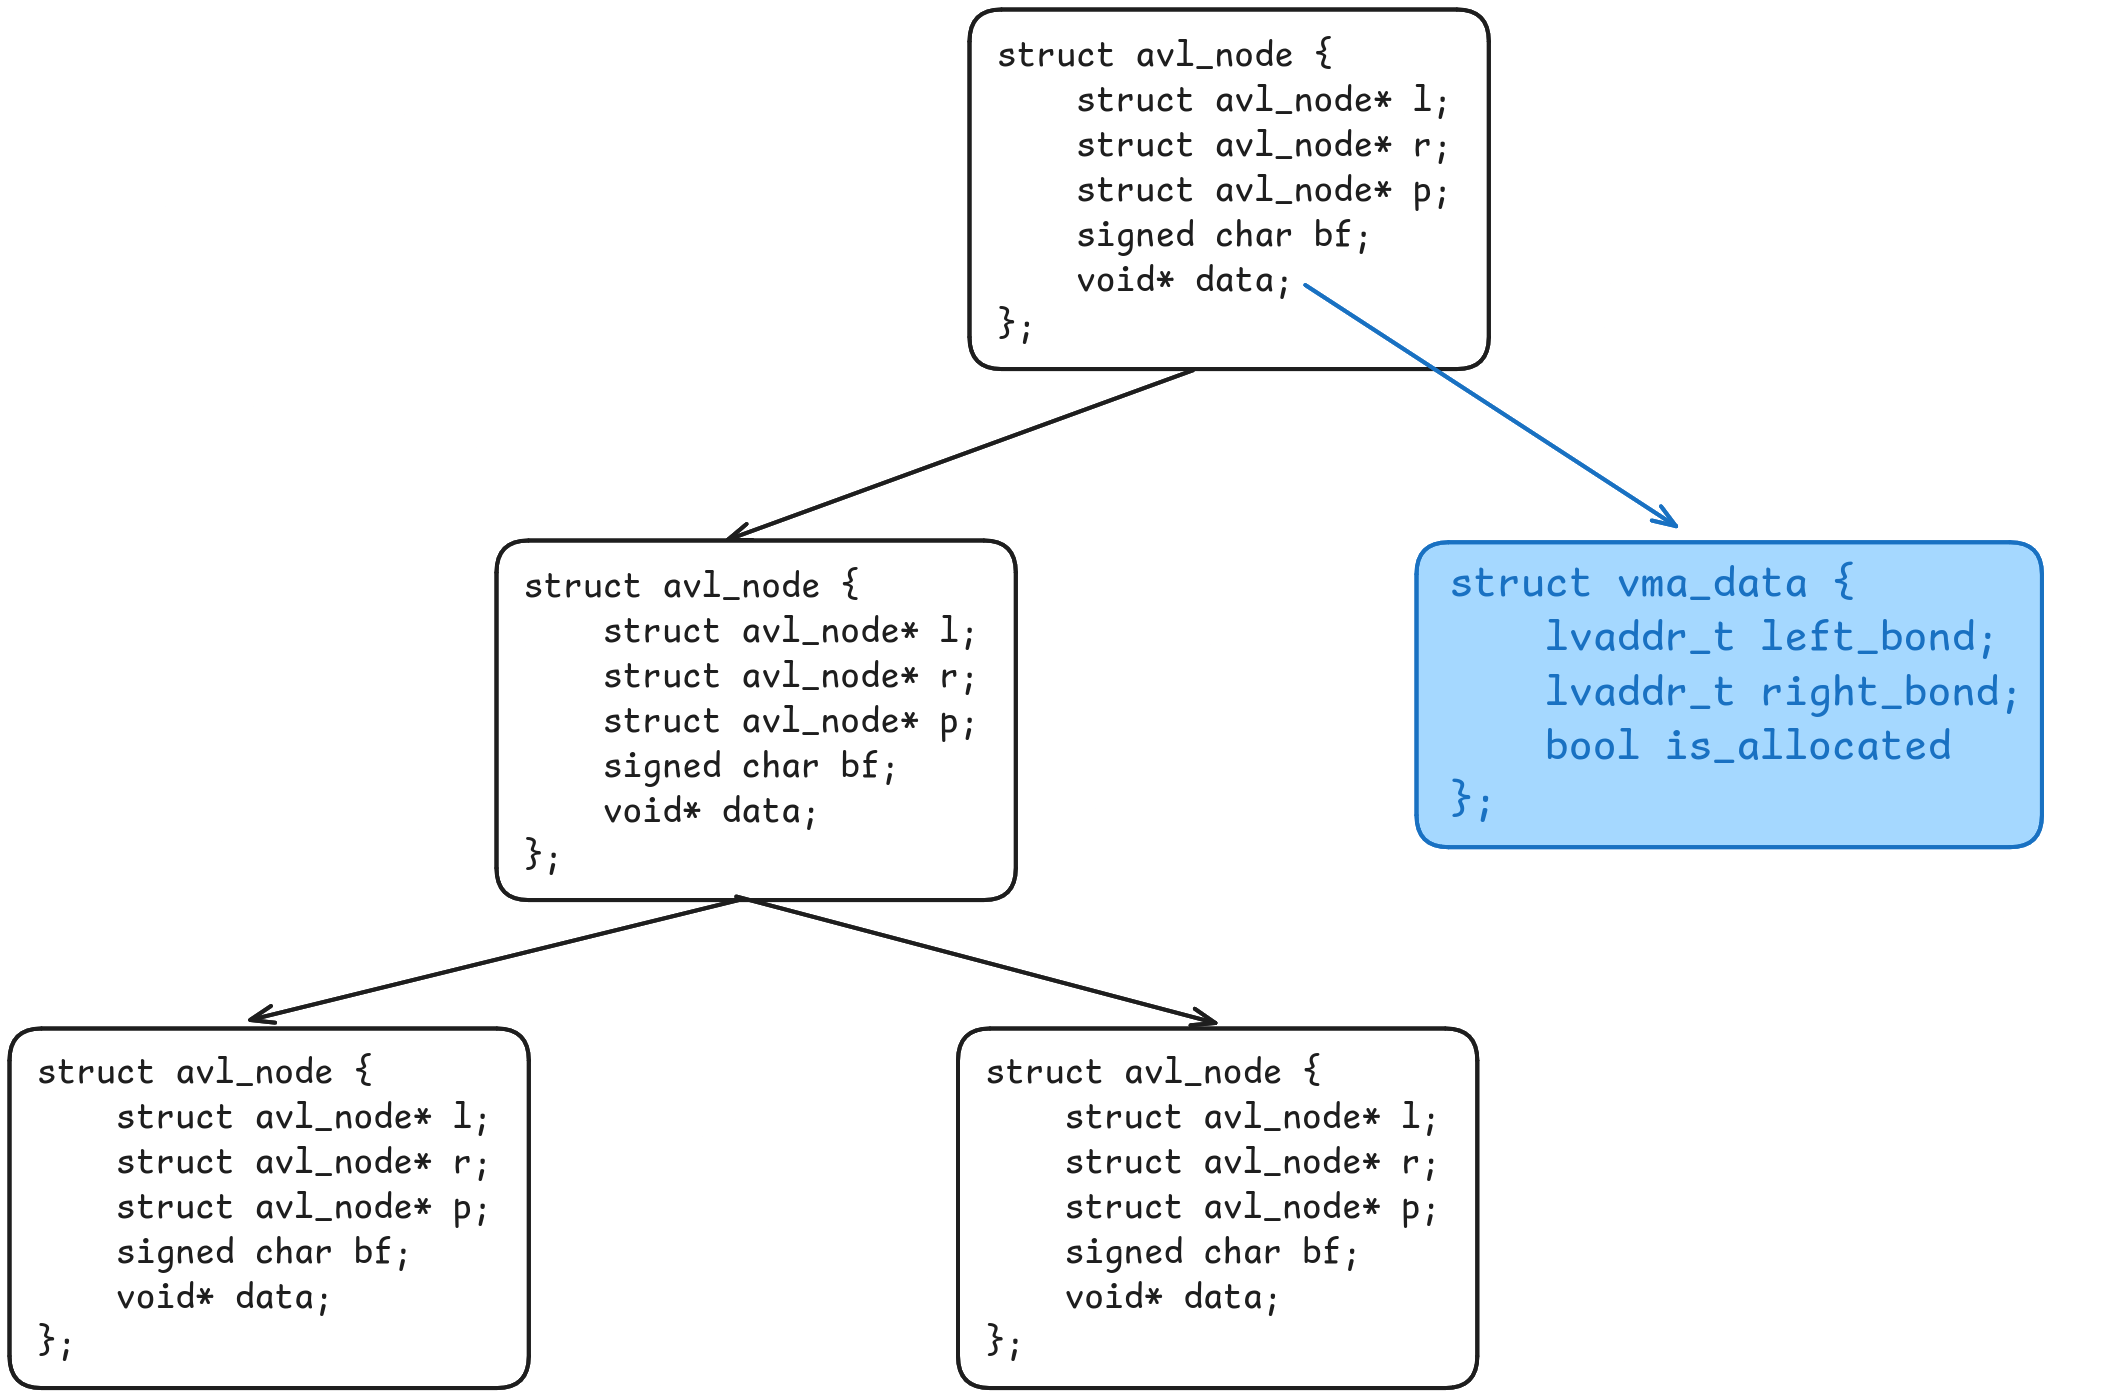 struct avl_node {
    struct avl_node* l;
    struct avl_node* r;
    struct avl_node* p;
    signed char bf;
    void* data;
};
struct avl_node {
    struct avl_node* l;
    struct avl_node* r;
    struct avl_node* p;
    signed char bf;
    void* data;
};
struct vma_data {
    lvaddr_t left_bond;
    lvaddr_t right_bond;
    bool is_allocated
};
struct avl_node {
    struct avl_node* l;
    struct avl_node* r;
    struct avl_node* p;
    signed char bf;
    void* data;
};
struct avl_node {
    struct avl_node* l;
    struct avl_node* r;
    struct avl_node* p;
    signed char bf;
    void* data;
};